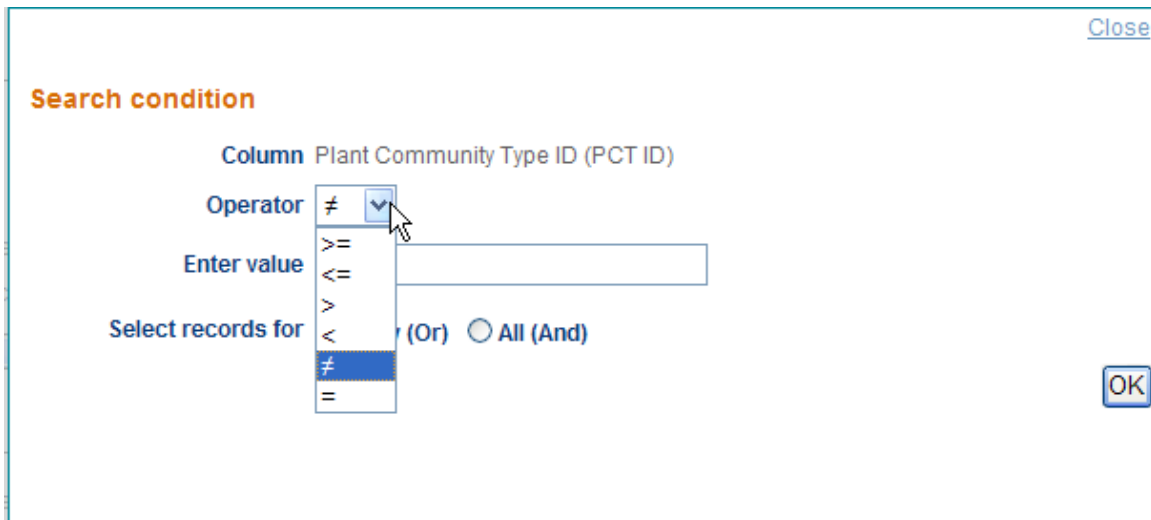 Close
Search condition
Column Plant Community Type ID (PCT ID)
Operator ≠
>=
Enter value
<=
>
Select records for < (Or) All (And)
≠
=
OK